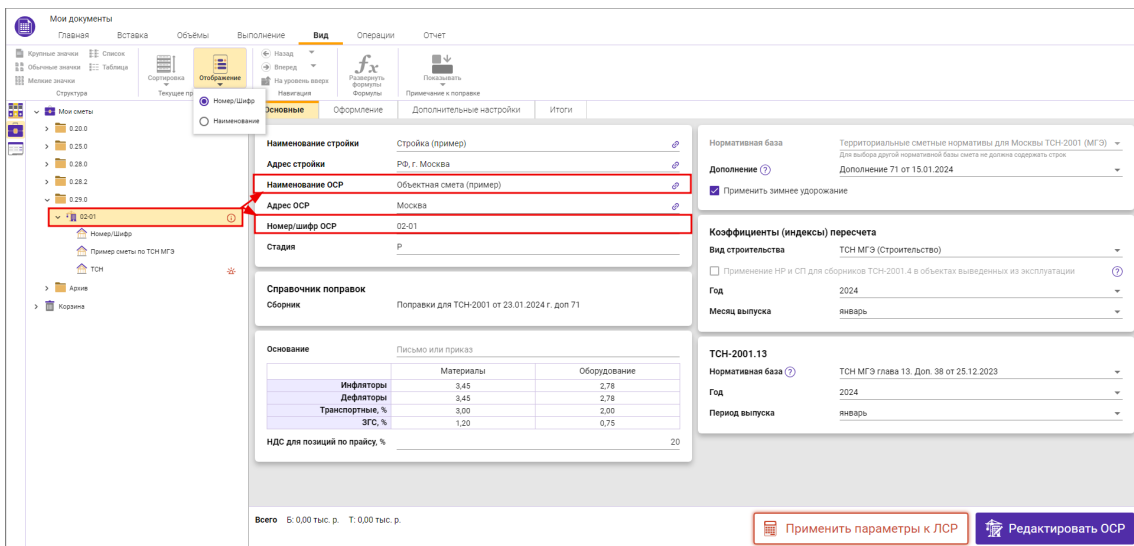 Мои документы
Главная Вставка Объёмы Выполнение Вид Операции Отчет
Крупные значки Список
Обычные значки Таблица
Мелкие значки
Структура
Сортировка Отображение
Текущее пр
Назад
Вперед
На уровень вверх
Навигация
fx
Развернуть формулы
Формулы
Показывать
Примечание к поправке
Номер/Шифр
Наименование
Мои сметы
0.20.0
0.25.0
0.28.0
0.28.2
0.29.0
02-01
Номер/Шифр
Пример сметы по ТСН МГЭ
ТСН
Архив
Корзина
Основные Оформление Дополнительные настройки Итоги
Наименование стройки Стройка (пример)
Адрес стройки РФ, г. Москва
Наименование ОСР Объектная смета (пример)
Адрес ОСР Москва
Номер/шифр ОСР 02-01
Стадия Р
Справочник поправок
Сборник Поправки для ТСН-2001 от 23.01.2024 г. доп 71
Основание Письмо или приказ
Материалы Оборудование
Инфляторы 3,45 2,78
Дефляторы 3,45 2,78
Транспортные, % 3,00 2,00
ЗГС, % 1,20 0,75
НДС для позиций по прайсу, % 20
Нормативная база Территориальные сметные нормативы для Москвы ТСН-2001 (МГЭ)
Для выбора другой нормативной базы смета не должна содержать строк
Дополнение ? Дополнение 71 от 15.01.2024
Применить зимнее удорожание
Коэффициенты (индексы) пересчета
Вид строительства ТСН МГЭ (Строительство)
Применение НР и СП для сборников ТСН-2001.4 в объектах выведенных из эксплуатации ?
Год 2024
Месяц выпуска январь
ТСН-2001.13
Нормативная база ? ТСН МГЭ глава 13. Доп. 38 от 25.12.2023
Год 2024
Период выпуска январь
Всего Б: 0,00 тыс. р. Т: 0,00 тыс. р.
Применить параметры к ЛСР Редактировать ОСР